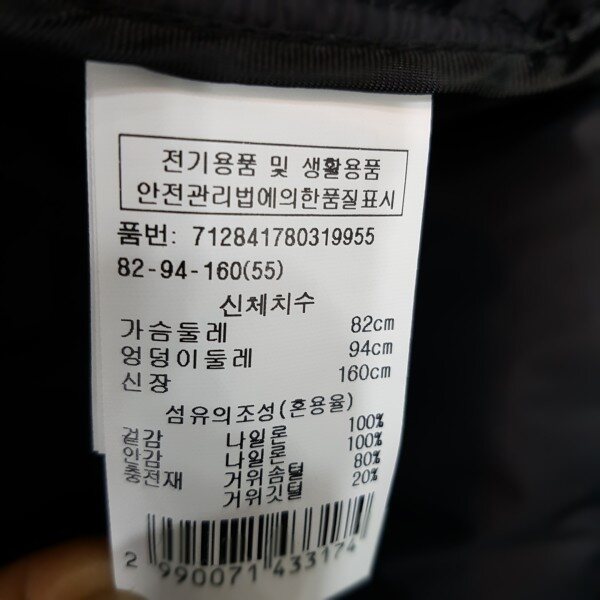 전기용품 및 생활용품
안전관리법에의한품질표시
품번: 712841780319955
82-94-160(55)
신체치수
가슴둘레 82cm
엉덩이둘레 94cm
신장 160cm
섬유의조성(혼용율)
겉감 나일론 100%
안감 나일론 100%
충전재 거위솜털 80%
거위깃털 20%
2 990071 433174